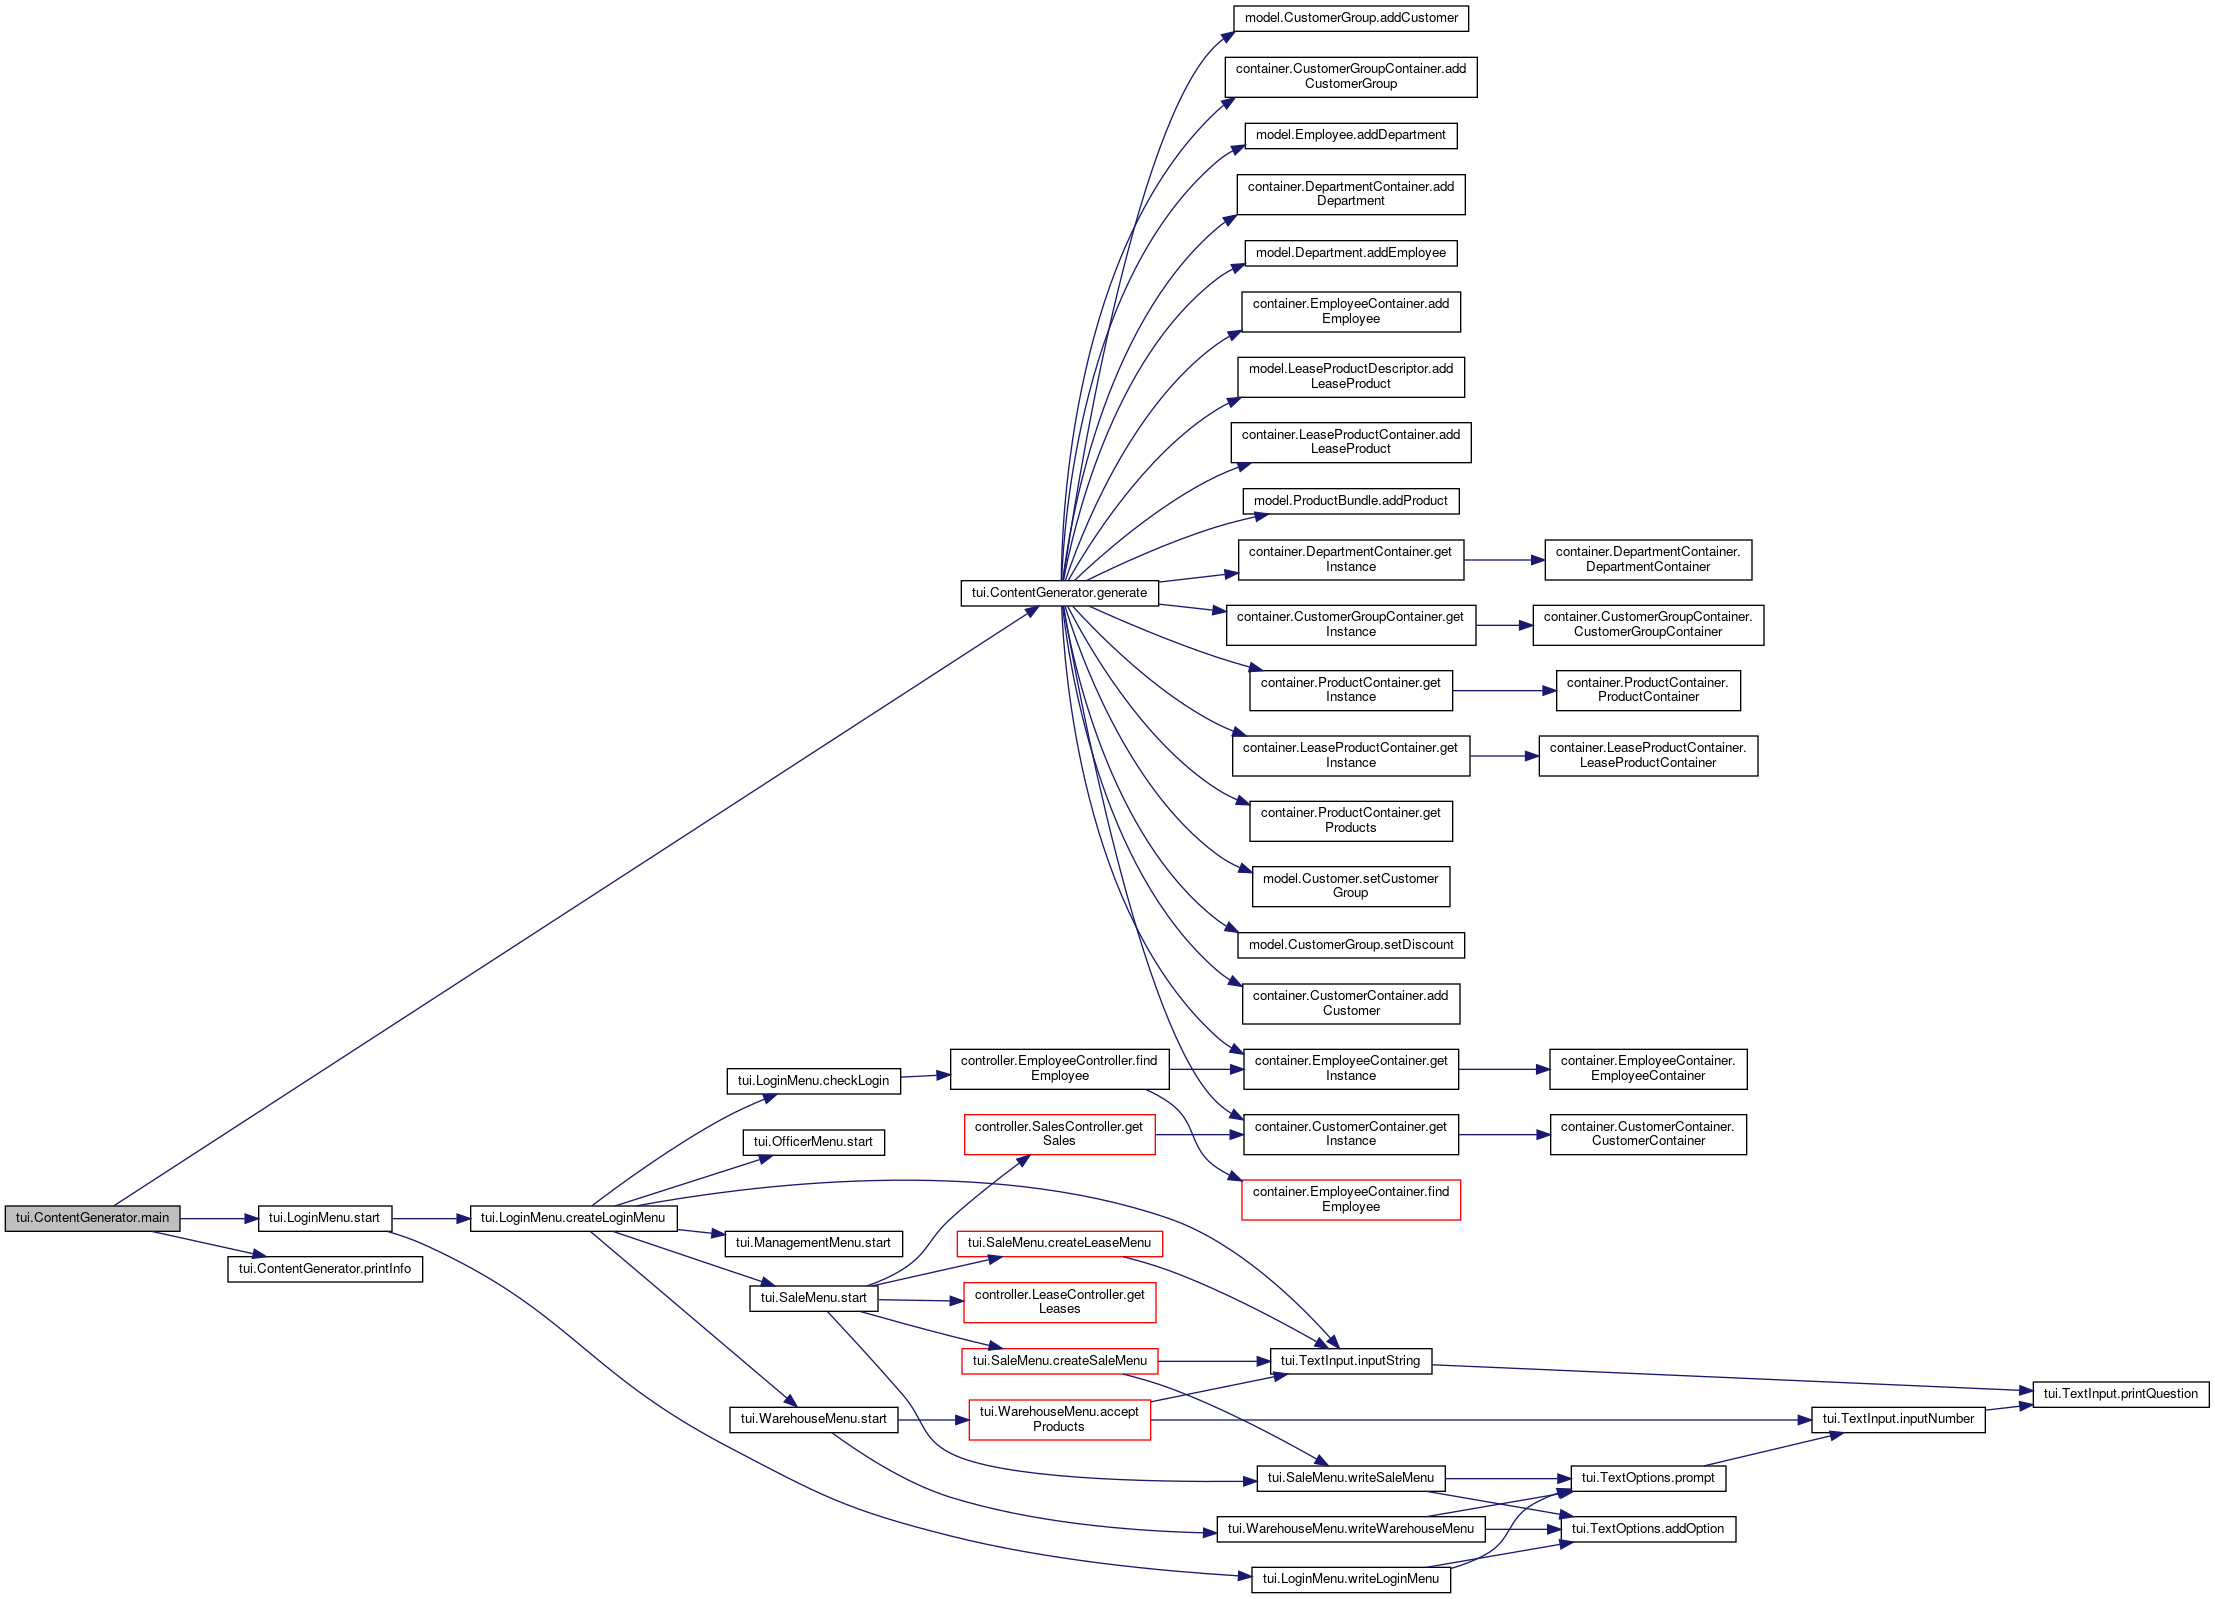 model.CustomerGroup.addCustomer
container.CustomerGroupContainer.add
CustomerGroup
model.Employee.addDepartment
container.DepartmentContainer.add
Department
model.Department.addEmployee
container.EmployeeContainer.add
Employee
model.LeaseProductDescriptor.add
LeaseProduct
container.LeaseProductContainer.add
LeaseProduct
model.ProductBundle.addProduct
container.DepartmentContainer.get
Instance
container.DepartmentContainer.
DepartmentContainer
tui.ContentGenerator.generate
container.CustomerGroupContainer.get
Instance
container.CustomerGroupContainer.
CustomerGroupContainer
container.ProductContainer.get
Instance
container.ProductContainer.
ProductContainer
container.LeaseProductContainer.get
Instance
container.LeaseProductContainer.
LeaseProductContainer
container.ProductContainer.get
Products
model.Customer.setCustomer
Group
model.CustomerGroup.setDiscount
container.CustomerContainer.add
Customer
tui.LoginMenu.checkLogin
controller.EmployeeController.find
Employee
container.EmployeeContainer.get
Instance
container.EmployeeContainer.
EmployeeContainer
tui.OfficerMenu.start
controller.SalesController.get
Sales
container.CustomerContainer.get
Instance
container.CustomerContainer.
CustomerContainer
container.EmployeeContainer.find
Employee
tui.ContentGenerator.main
tui.LoginMenu.start
tui.LoginMenu.createLoginMenu
tui.ManagementMenu.start
tui.SaleMenu.createLeaseMenu
tui.ContentGenerator.printInfo
tui.SaleMenu.start
controller.LeaseController.get
Leases
tui.SaleMenu.createSaleMenu
tui.TextInput.inputString
tui.TextInput.printQuestion
tui.WarehouseMenu.start
tui.WarehouseMenu.accept
Products
tui.TextInput.inputNumber
tui.SaleMenu.writeSaleMenu
tui.TextOptions.prompt
tui.WarehouseMenu.writeWarehouseMenu
tui.TextOptions.addOption
tui.LoginMenu.writeLoginMenu